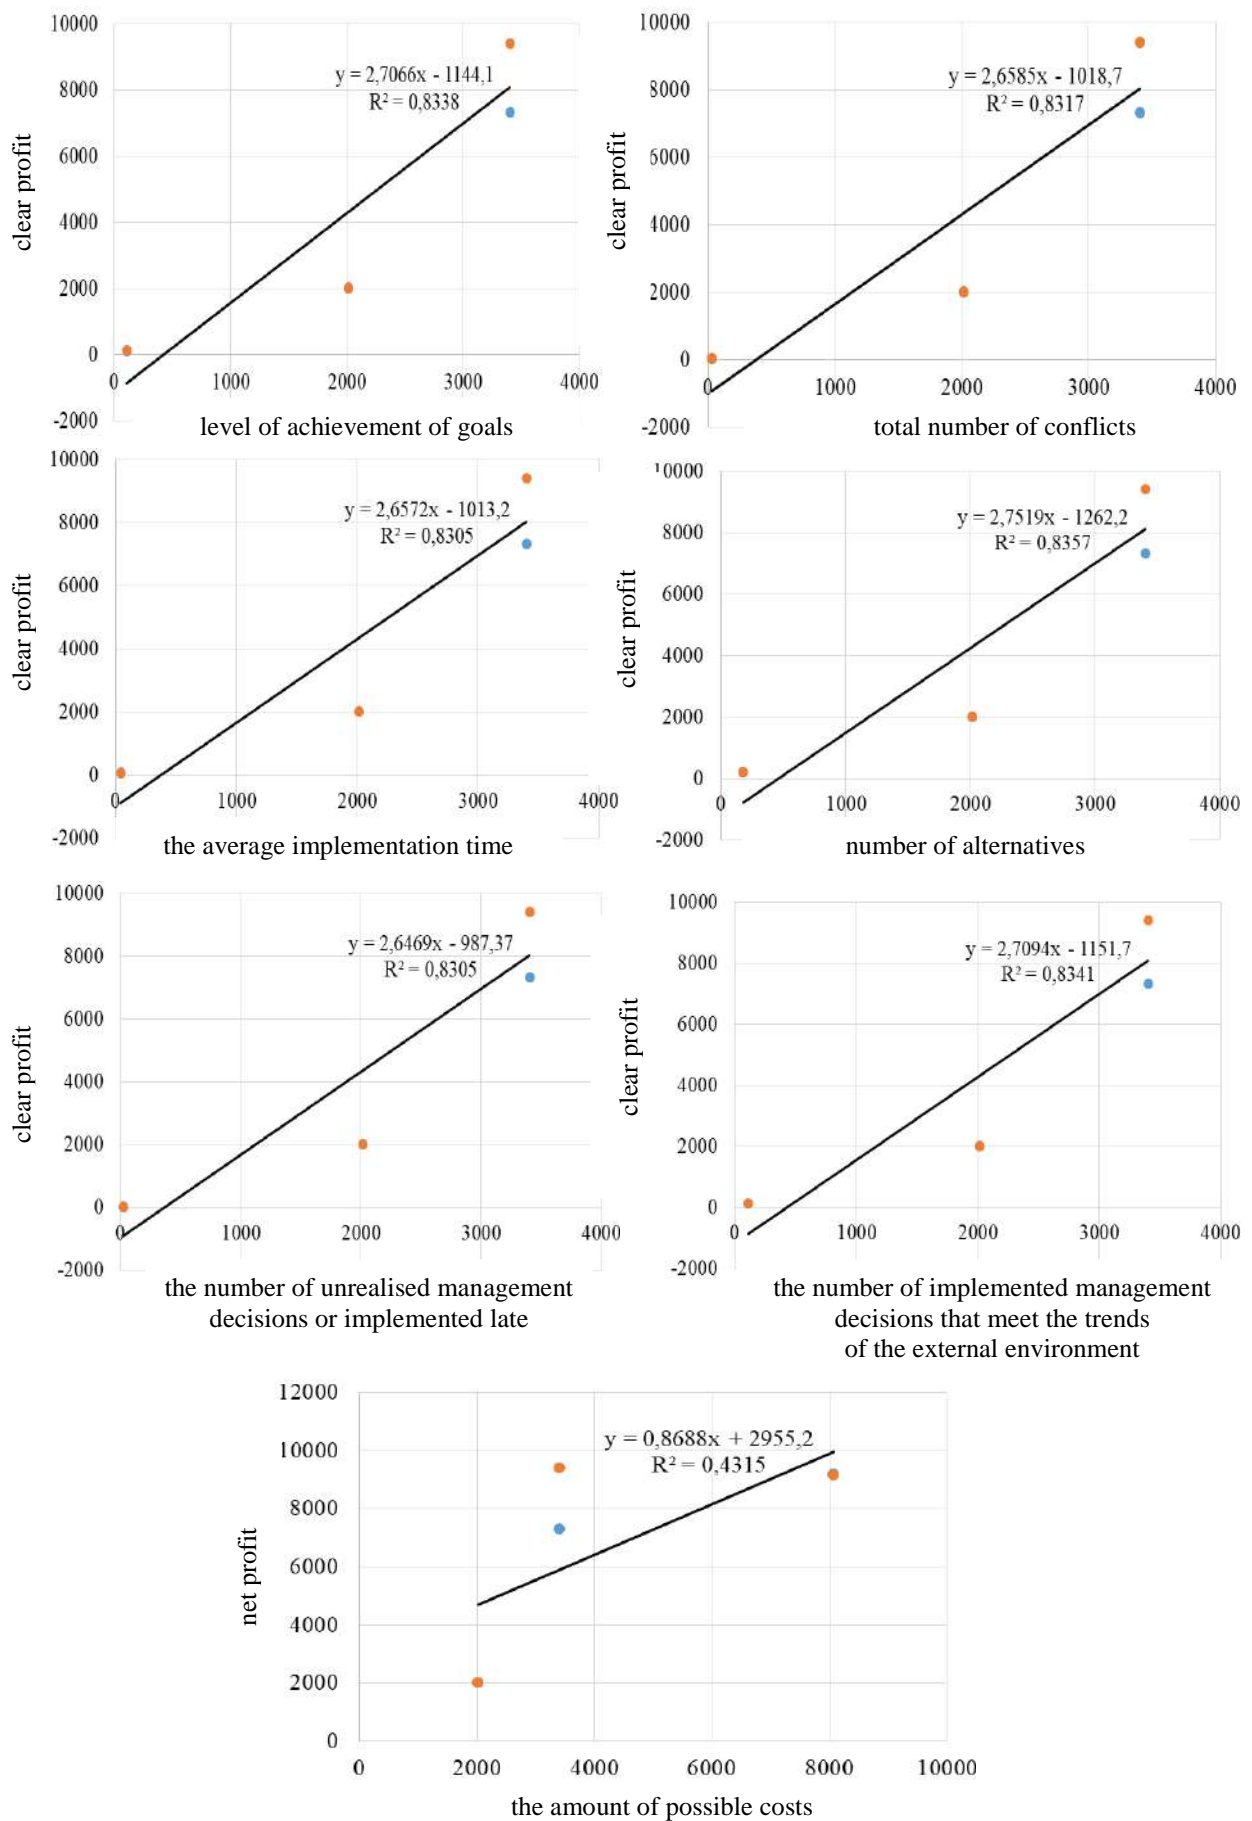 10000
8000
6000
4000
2000
0
-2000
0 1000 2000 3000 4000
y = 2,7066x - 1144,1
R² = 0,8338
clear profit
level of achievement of goals
10000
8000
6000
4000
2000
0
-2000
0 1000 2000 3000 4000
y = 2,6585x - 1018,7
R² = 0,8317
clear profit
total number of conflicts
10000
8000
6000
4000
2000
0
-2000
0 1000 2000 3000 4000
y = 2,6572x - 1013,2
R² = 0,8305
clear profit
the average implementation time
10000
8000
6000
4000
2000
0
-2000
0 1000 2000 3000 4000
y = 2,7519x - 1262,2
R² = 0,8357
clear profit
number of alternatives
10000
8000
6000
4000
2000
0
-2000
0 1000 2000 3000 4000
y = 2,6469x - 987,37
R² = 0,8305
clear profit
the number of unrealised management
decisions or implemented late
10000
8000
6000
4000
2000
0
-2000
0 1000 2000 3000 4000
y = 2,7094x - 1151,7
R² = 0,8341
clear profit
the number of implemented management
decisions that meet the trends
of the external environment
12000
10000
8000
6000
4000
2000
0
0 2000 4000 6000 8000 10000
y = 0,8688x + 2955,2
R² = 0,4315
net profit
the amount of possible costs